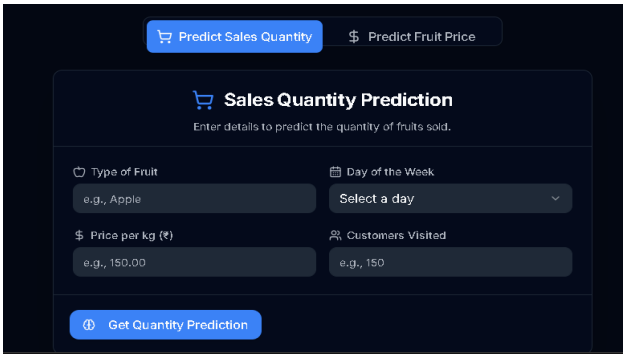 Predict Sales Quantity
Predict Fruit Price
Sales Quantity Prediction
Enter details to predict the quantity of fruits sold.
Type of Fruit
Day of the Week
e.g., Apple
Select a day
Price per kg (₹)
Customers Visited
e.g., 150.00
e.g., 150
Get Quantity Prediction